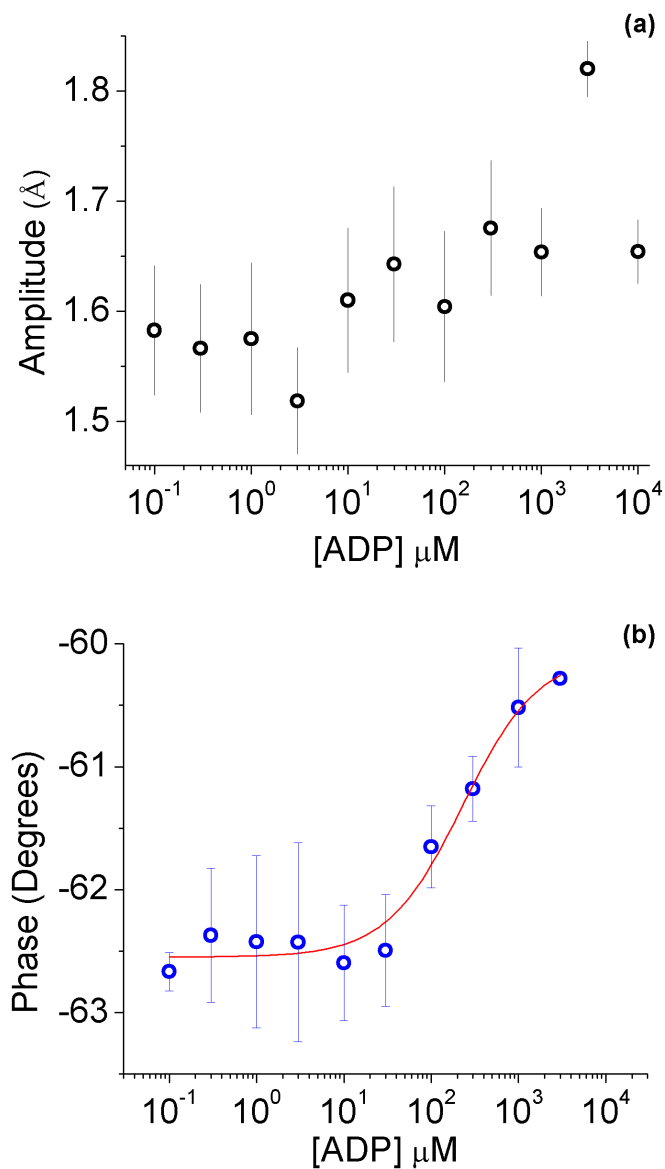 (a)
1.8
1.7
1.6
1.5
Amplitude (Å)
10⁻¹ 10⁰ 10¹ 10² 10³ 10⁴
[ADP] μM
(b)
-60
-61
-62
-63
Phase (Degrees)
10⁻¹ 10⁰ 10¹ 10² 10³ 10⁴
[ADP] μM